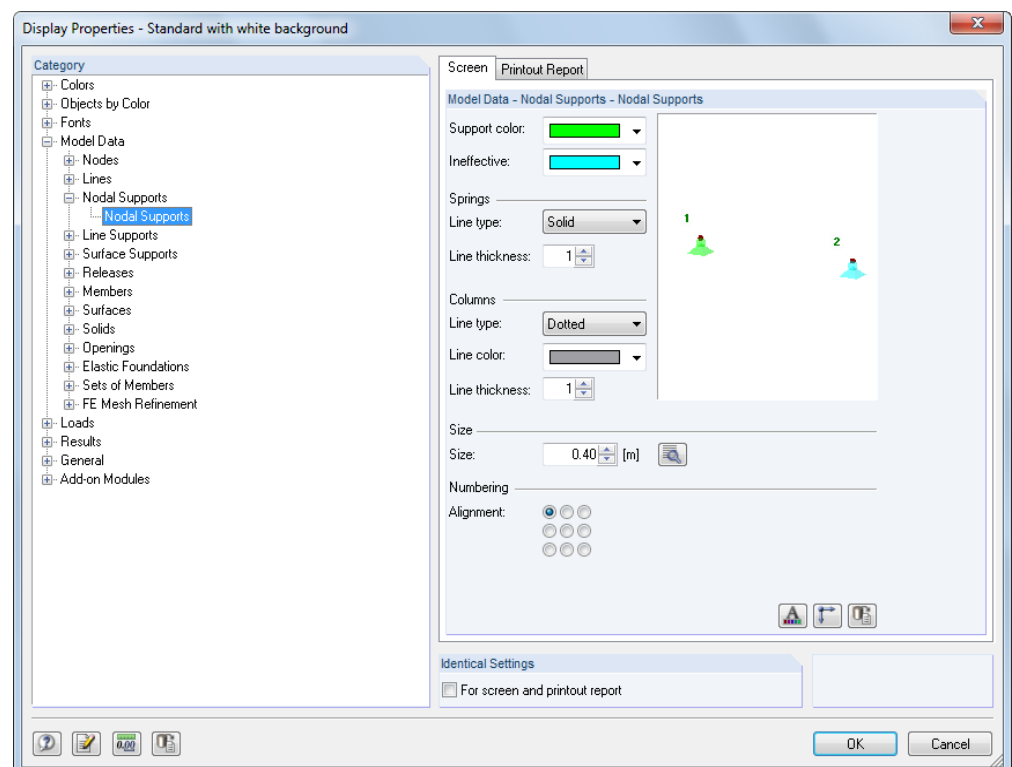 Display Properties - Standard with white background
Category
Colors
Objects by Color
Fonts
Model Data
Nodes
Lines
Nodal Supports
Nodal Supports
Line Supports
Surface Supports
Releases
Members
Surfaces
Solids
Openings
Elastic Foundations
Sets of Members
FE Mesh Refinement
Loads
Results
General
Add-on Modules
Screen Printout Report
Model Data - Nodal Supports - Nodal Supports
Support color:
Ineffective:
Springs
Line type: Solid
Line thickness: 1
Columns
Line type: Dotted
Line color:
Line thickness: 1
1
2
Size
Size: 0.40 [m]
Numbering
Alignment:
Identical Settings
For screen and printout report
0.00
OK Cancel